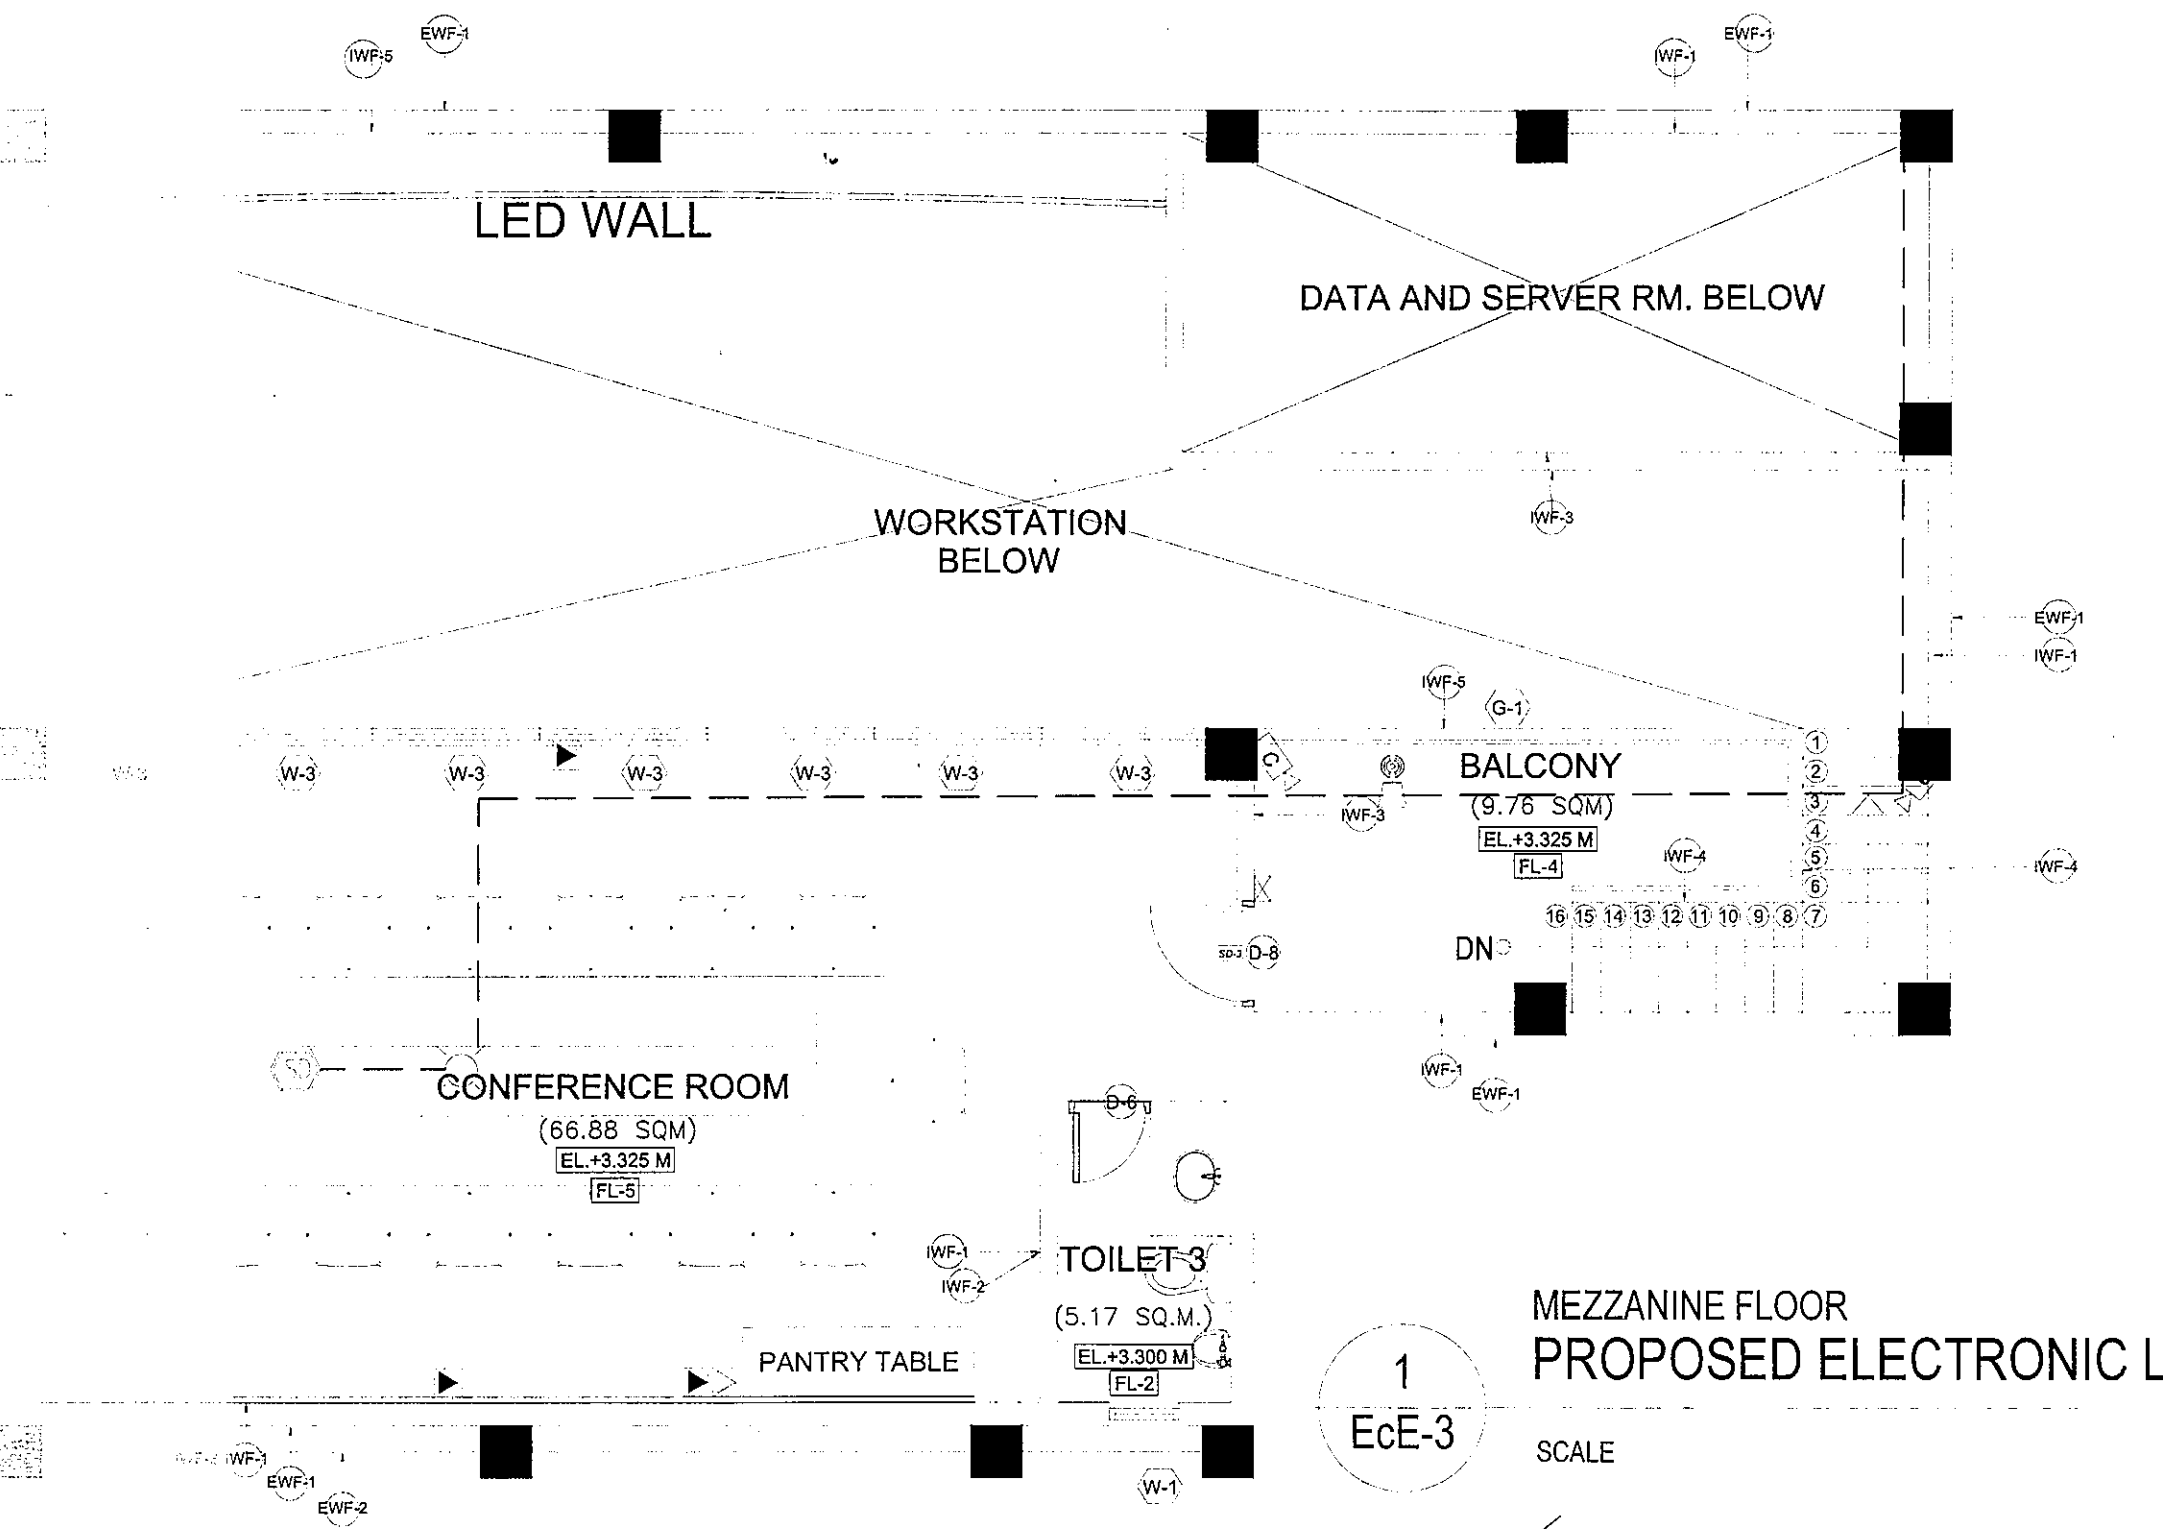 EWF-1
IWF-5
EWF-1
IWF-1
LED WALL
DATA AND SERVER RM. BELOW
WORKSTATION
BELOW
IWF-3
EWF-1
IWF-1
IWF-5
G-1
W-3
W-3
W-3
W-3
W-3
W-3
W-3
C
BALCONY
(9.76 SQM)
EL.+3.325 M
FL-4
IWF-3
IWF-4
IWF-4
1
2
3
4
5
6
16 15 14 13 12 11 10 9 8 7
DN
D-8
IWF-1
EWF-1
SD
CONFERENCE ROOM
(66.88 SQM)
EL.+3.325 M
FL-5
D-6
IWF-1
IWF-2
TOILET 3
(5.17 SQ.M.)
EL.+3.300 M
FL-2
PANTRY TABLE
IWF-1
EWF-1
EWF-2
W-1
1
EcE-3
MEZZANINE FLOOR
PROPOSED ELECTRONIC L
SCALE